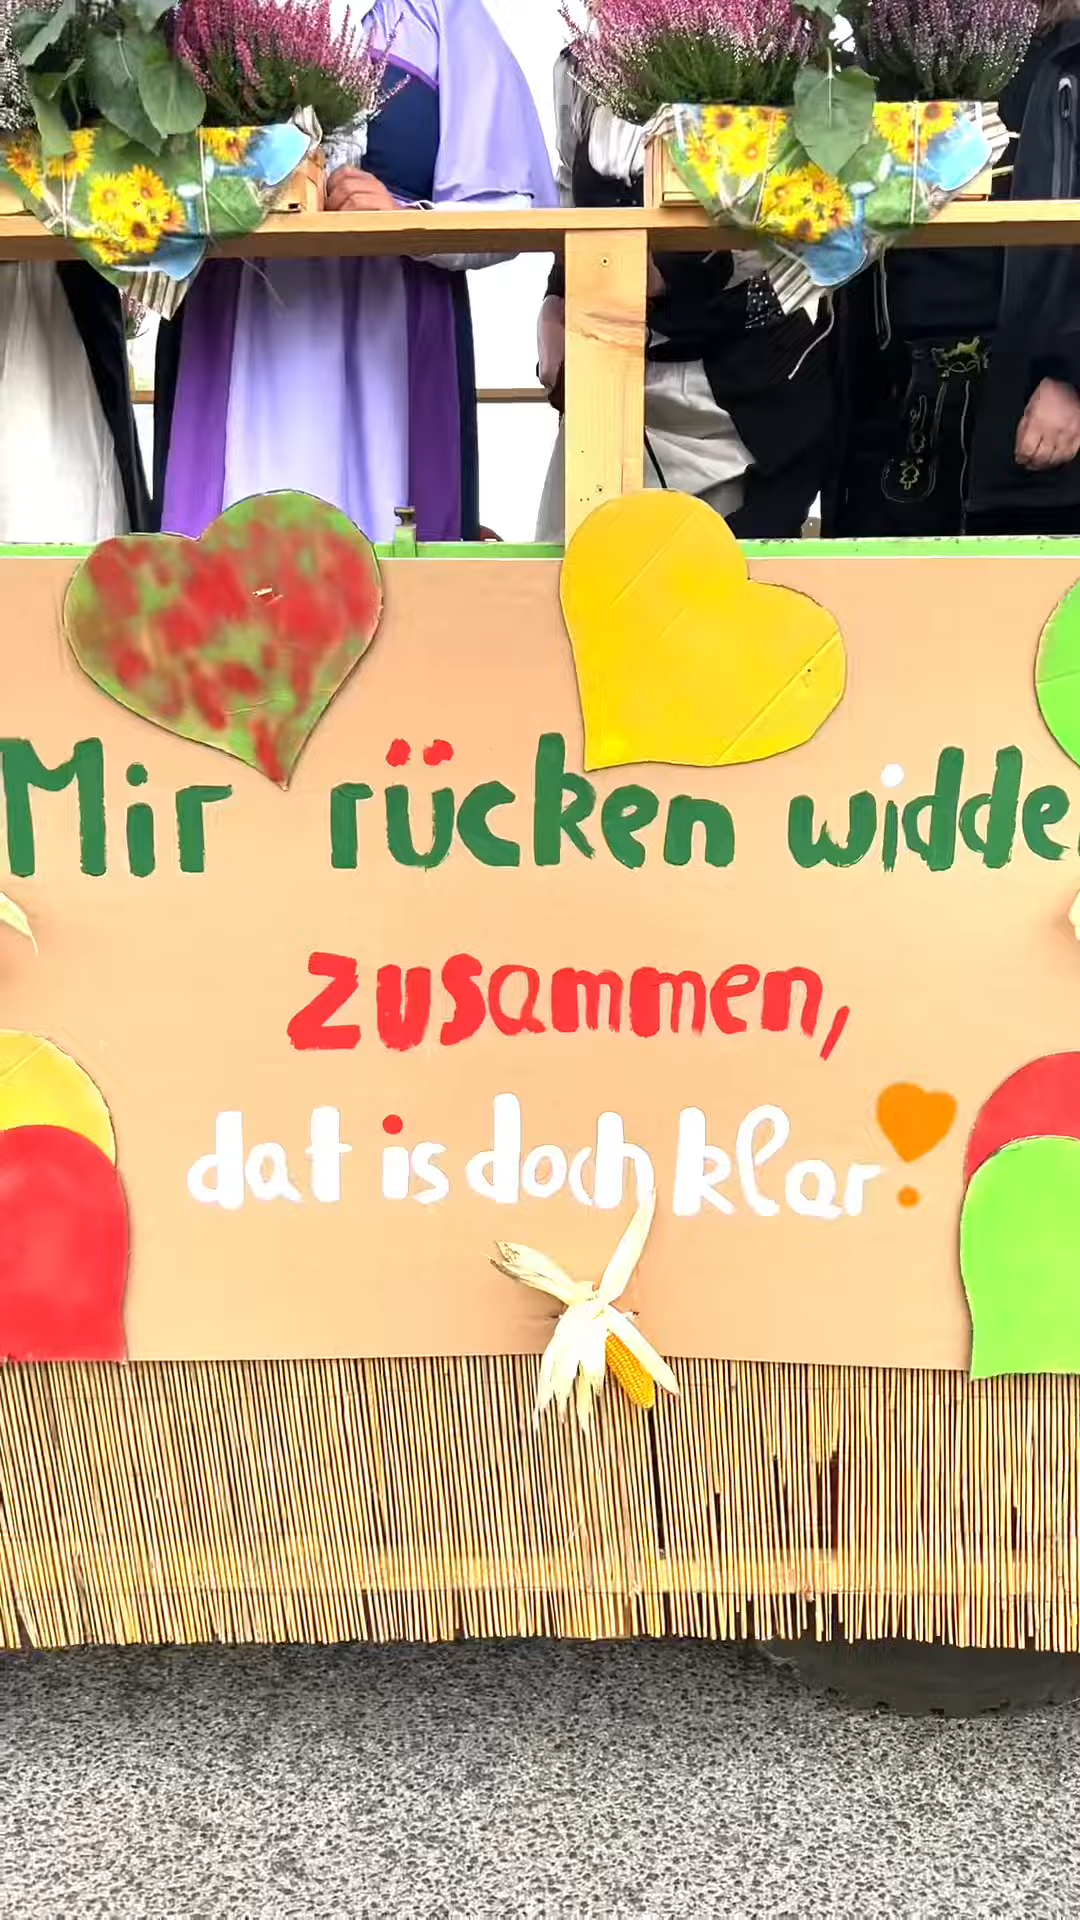 Mir rücken widde
zusammen,
dat is doch klar!